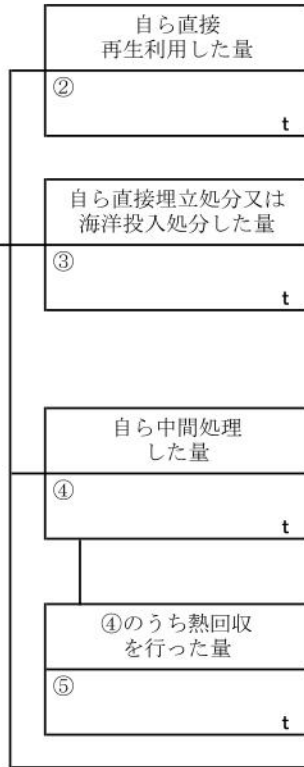 自ら直接
再生利用した量
②
t
自ら直接埋立処分又は
海洋投入処分した量
③
t
自ら中間処理
した量
④
t
④のうち熱回収
を行った量
⑤
t